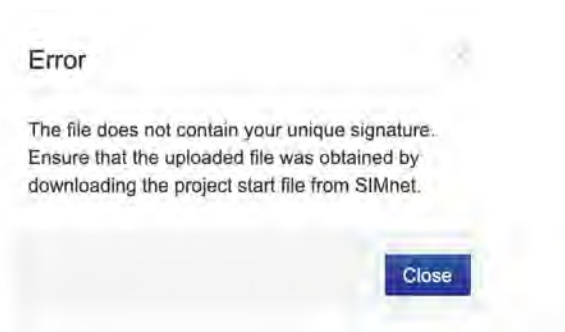 Error
The file does not contain your unique signature.
Ensure that the uploaded file was obtained by
downloading the project start file from SIMnet.
Close